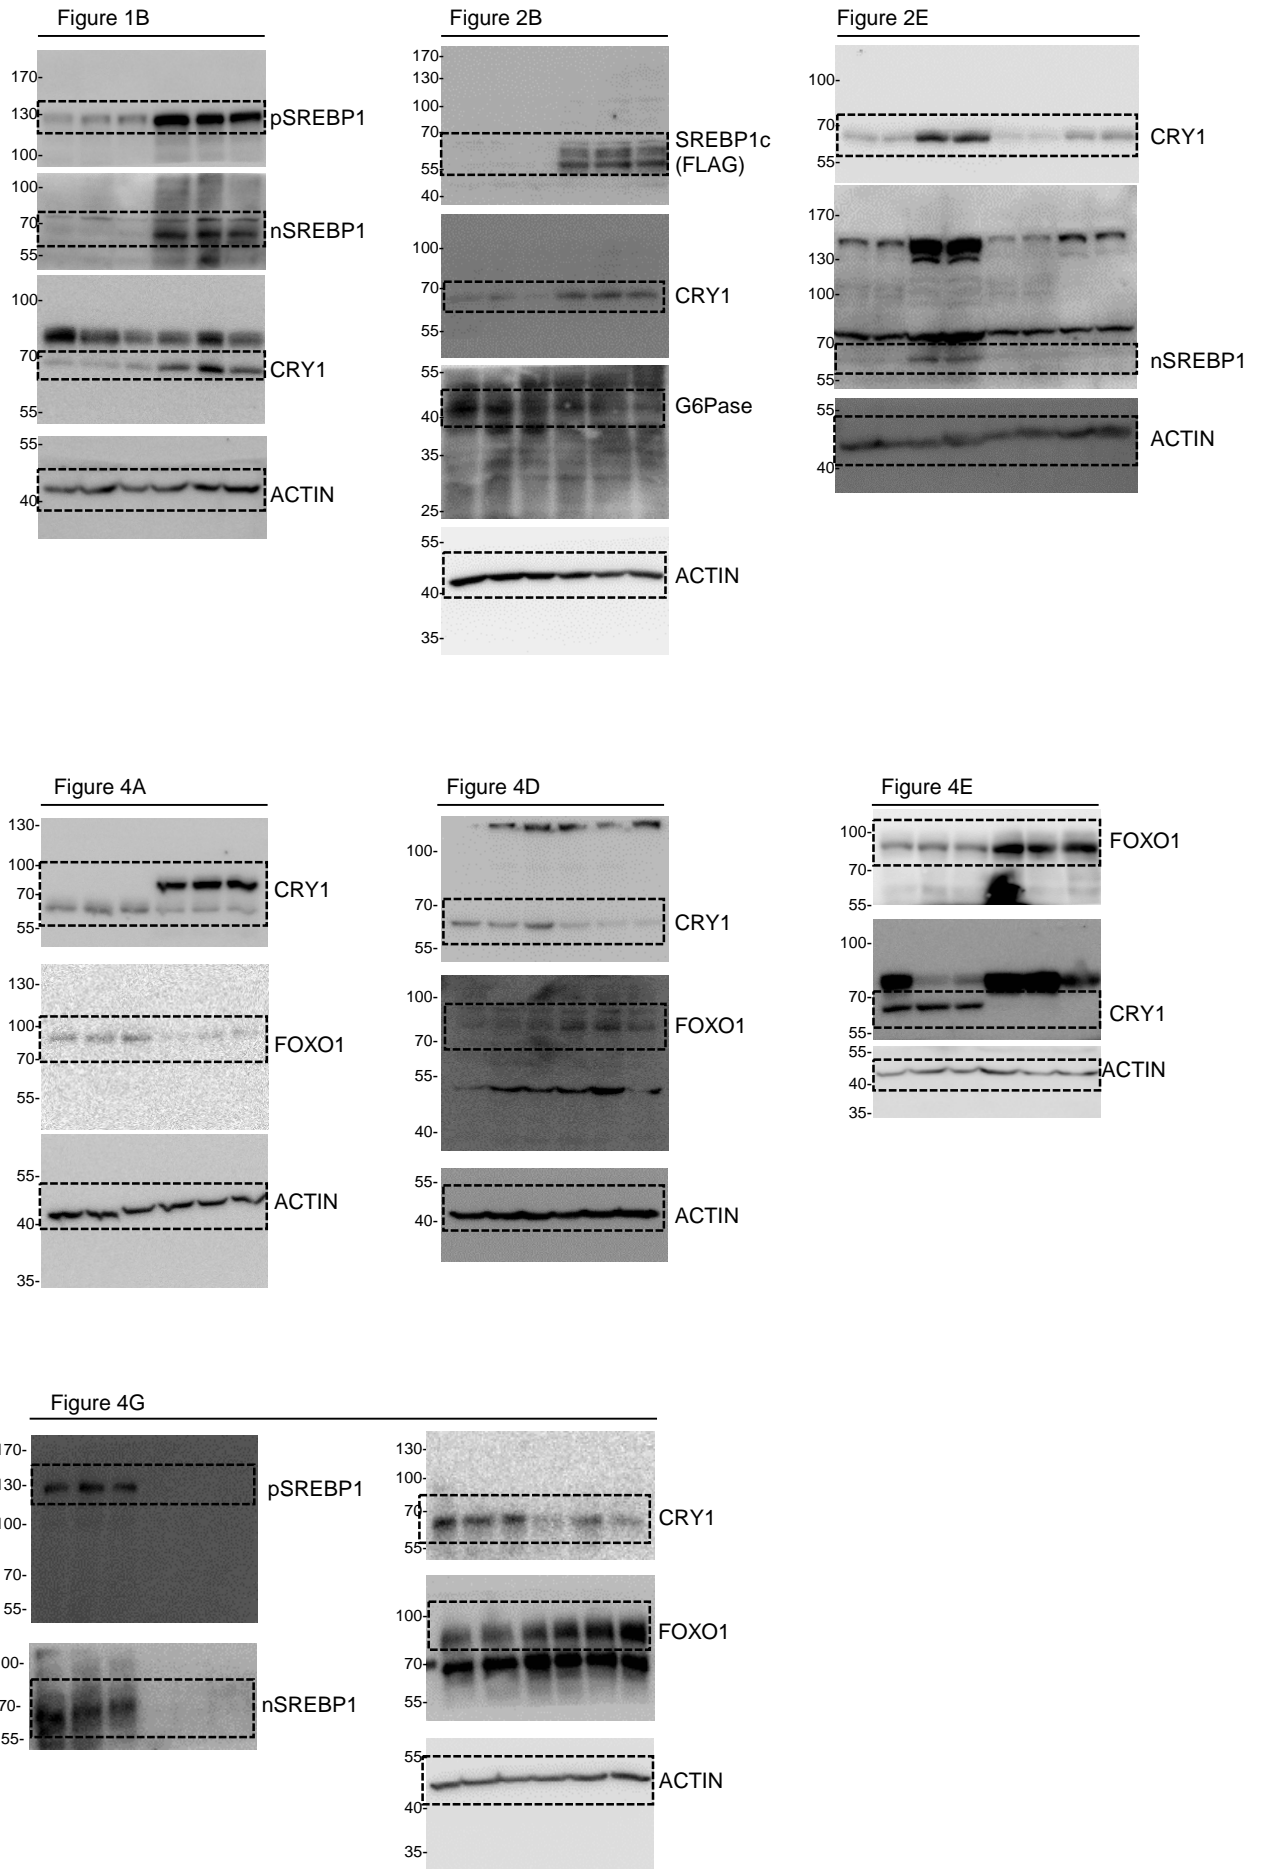 Figure 1B
170-
130-
pSREBP1
100-
100-
70-
nSREBP1
55-
100-
70-
CRY1
55-
55-
ACTIN
40-
Figure 2B
170-
130-
100-
70-
SREBP1c
(FLAG)
55-
40-
100-
70-
CRY1
55-
55-
G6Pase
40-
35-
25-
55-
ACTIN
40-
35-
Figure 2E
100-
70-
CRY1
55-
170-
130-
100-
70-
nSREBP1
55-
55-
ACTIN
40-
Figure 4A
130-
100-
CRY1
70-
55-
130-
100-
FOXO1
70-
55-
55-
ACTIN
40-
35-
Figure 4D
100-
70-
CRY1
55-
100-
FOXO1
70-
55-
40-
55-
ACTIN
40-
Figure 4E
100-
FOXO1
70-
55-
100-
70-
CRY1
55-
55-
ACTIN
40-
35-
Figure 4G
170-
130-
pSREBP1
100-
70-
55-
00-
70-
nSREBP1
55-
130-
100-
70-
CRY1
55-
100-
FOXO1
70-
55-
55-
ACTIN
40-
35-